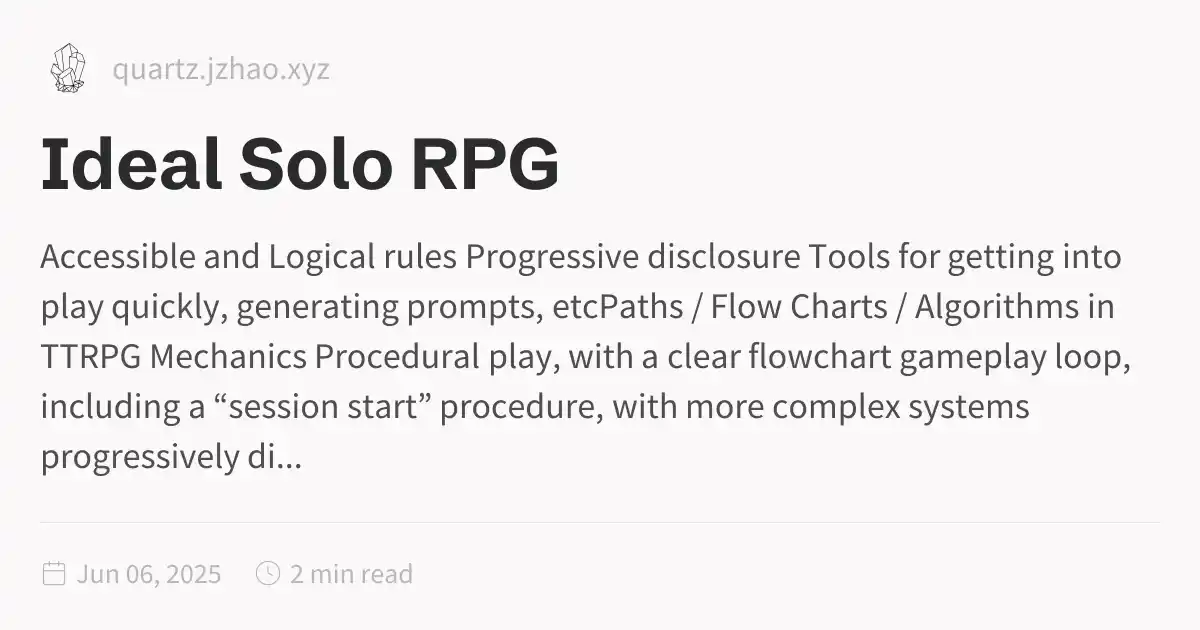 quartz.jzhao.xyz
Ideal Solo RPG
Accessible and Logical rules Progressive disclosure Tools for getting into
play quickly, generating prompts, etcPaths / Flow Charts / Algorithms in
TTRPG Mechanics Procedural play, with a clear flowchart gameplay loop,
including a “session start” procedure, with more complex systems
progressively di...
Jun 06, 2025 2 min read